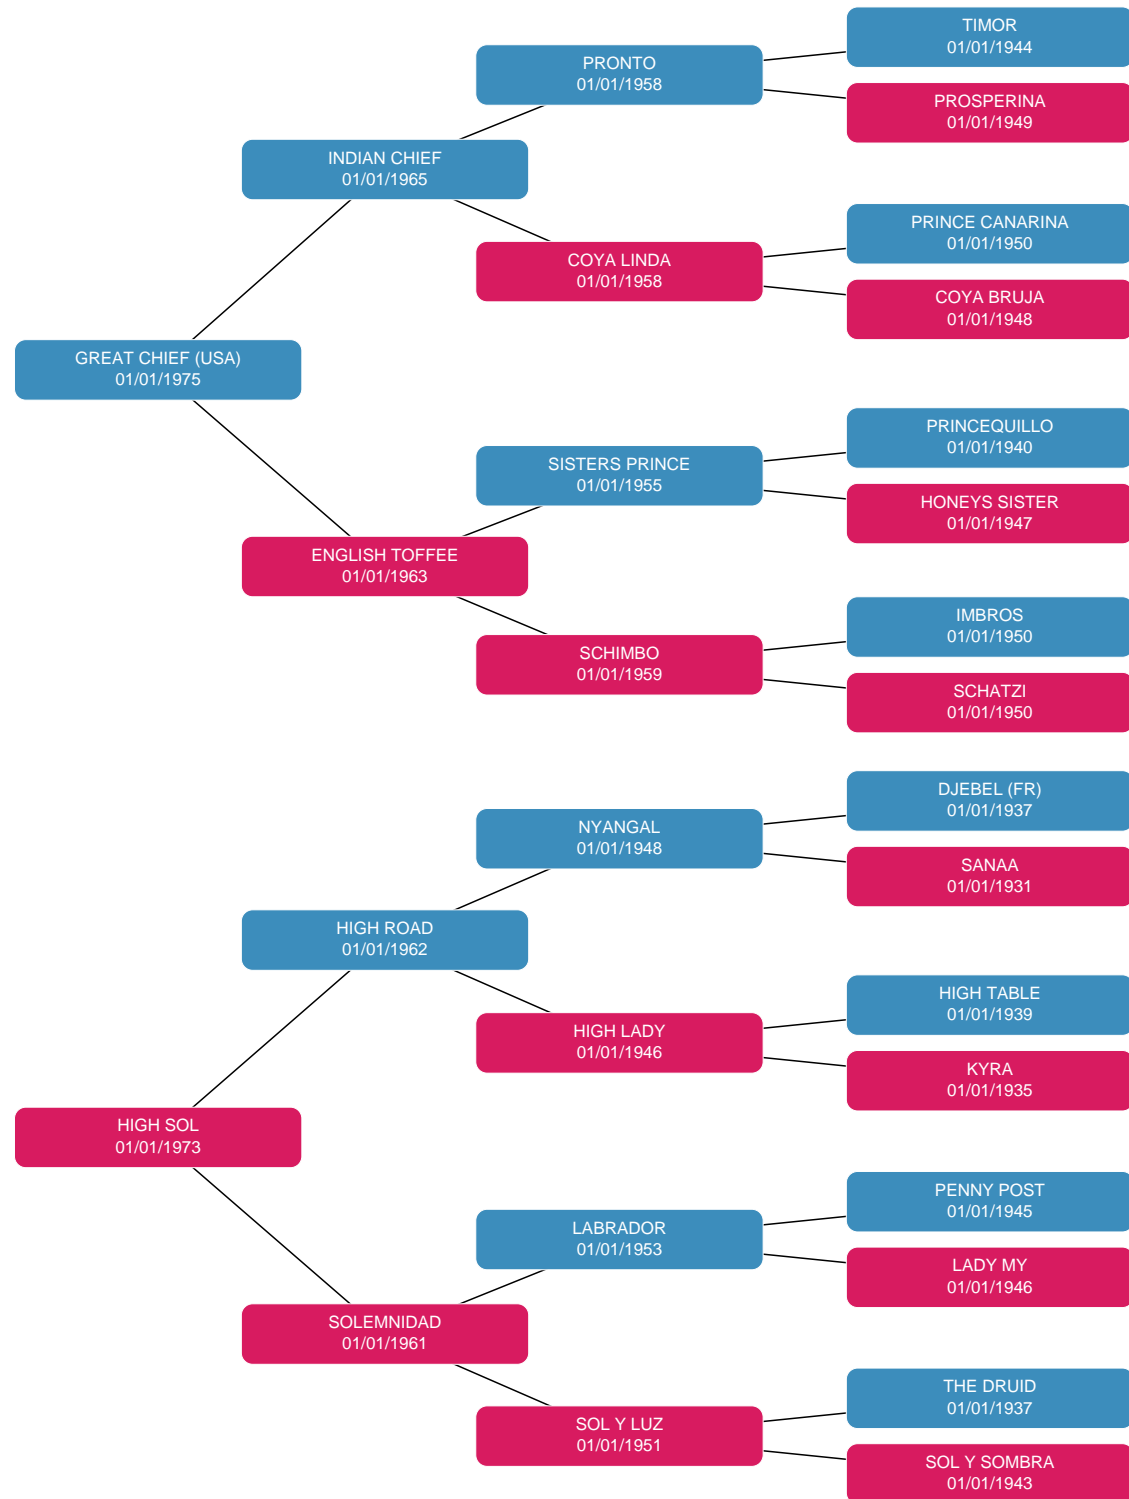 TIMOR
01/01/1944
PRONTO
01/01/1958
PROSPERINA
01/01/1949
INDIAN CHIEF
01/01/1965
PRINCE CANARINA
01/01/1950
COYA LINDA
01/01/1958
COYA BRUJA
01/01/1948
GREAT CHIEF (USA)
01/01/1975
PRINCEQUILLO
01/01/1940
SISTERS PRINCE
01/01/1955
HONEYS SISTER
01/01/1947
ENGLISH TOFFEE
01/01/1963
IMBROS
01/01/1950
SCHIMBO
01/01/1959
SCHATZI
01/01/1950
DJEBEL (FR)
01/01/1937
NYANGAL
01/01/1948
SANAA
01/01/1931
HIGH ROAD
01/01/1962
HIGH TABLE
01/01/1939
HIGH LADY
01/01/1946
KYRA
01/01/1935
HIGH SOL
01/01/1973
PENNY POST
01/01/1945
LABRADOR
01/01/1953
LADY MY
01/01/1946
SOLEMNIDAD
01/01/1961
THE DRUID
01/01/1937
SOL Y LUZ
01/01/1951
SOL Y SOMBRA
01/01/1943